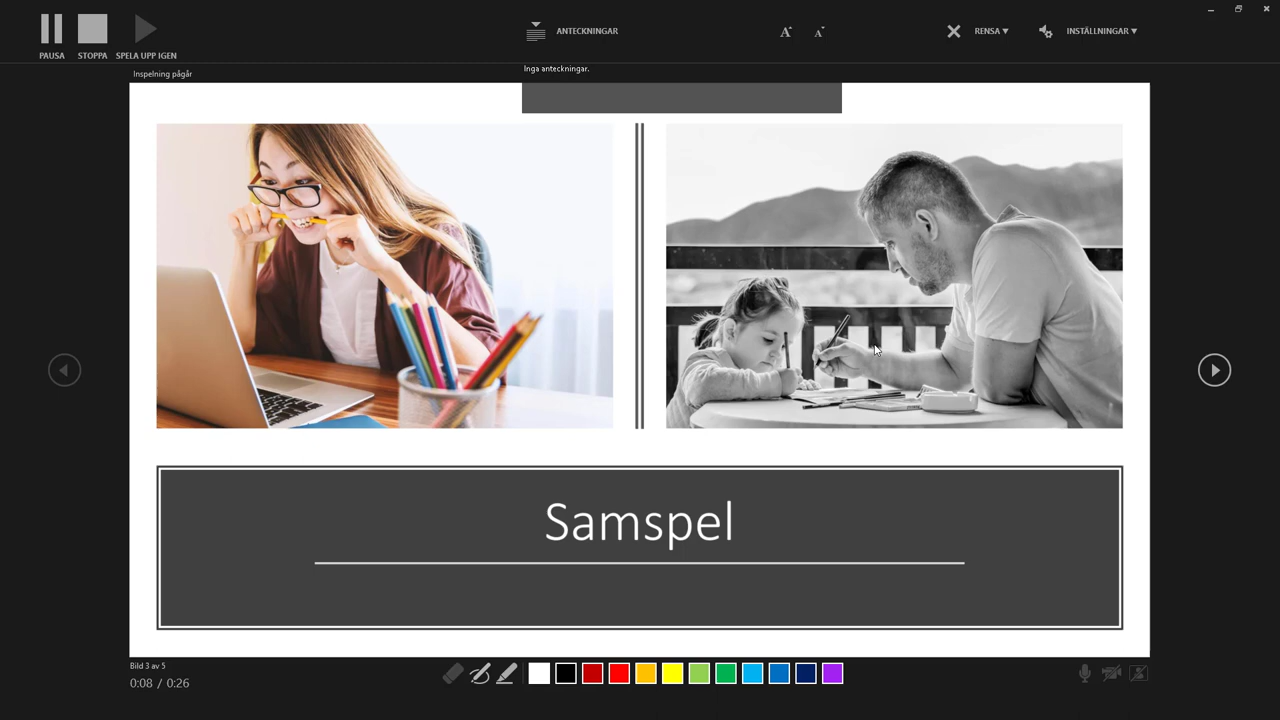 PAUSA
STOPPA
SPELA UPP IGEN
ANTECKNINGAR
A
A
RENSA
INSTÄLLNINGAR
Inspelning pågår
Inga anteckningar.
Samspel
Bild 3 av 5
0:08 / 0:26